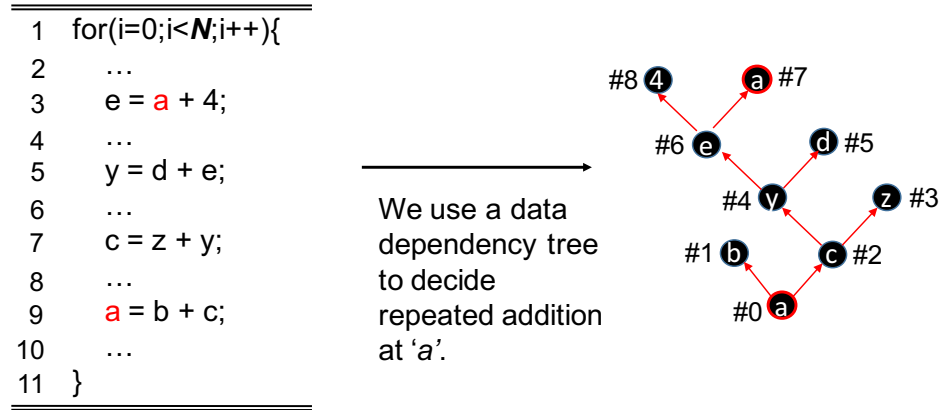 1 for(i=0;i<N;i++){
2 …
3 e = a + 4;
4 …
5 y = d + e;
6 …
7 c = z + y;
8 …
9 a = b + c;
10 …
11 }
We use a data
dependency tree
to decide
repeated addition
at ‘a’.
#8 4 a #7
#6 e d #5
#4 y z #3
#1 b c #2
#0 a